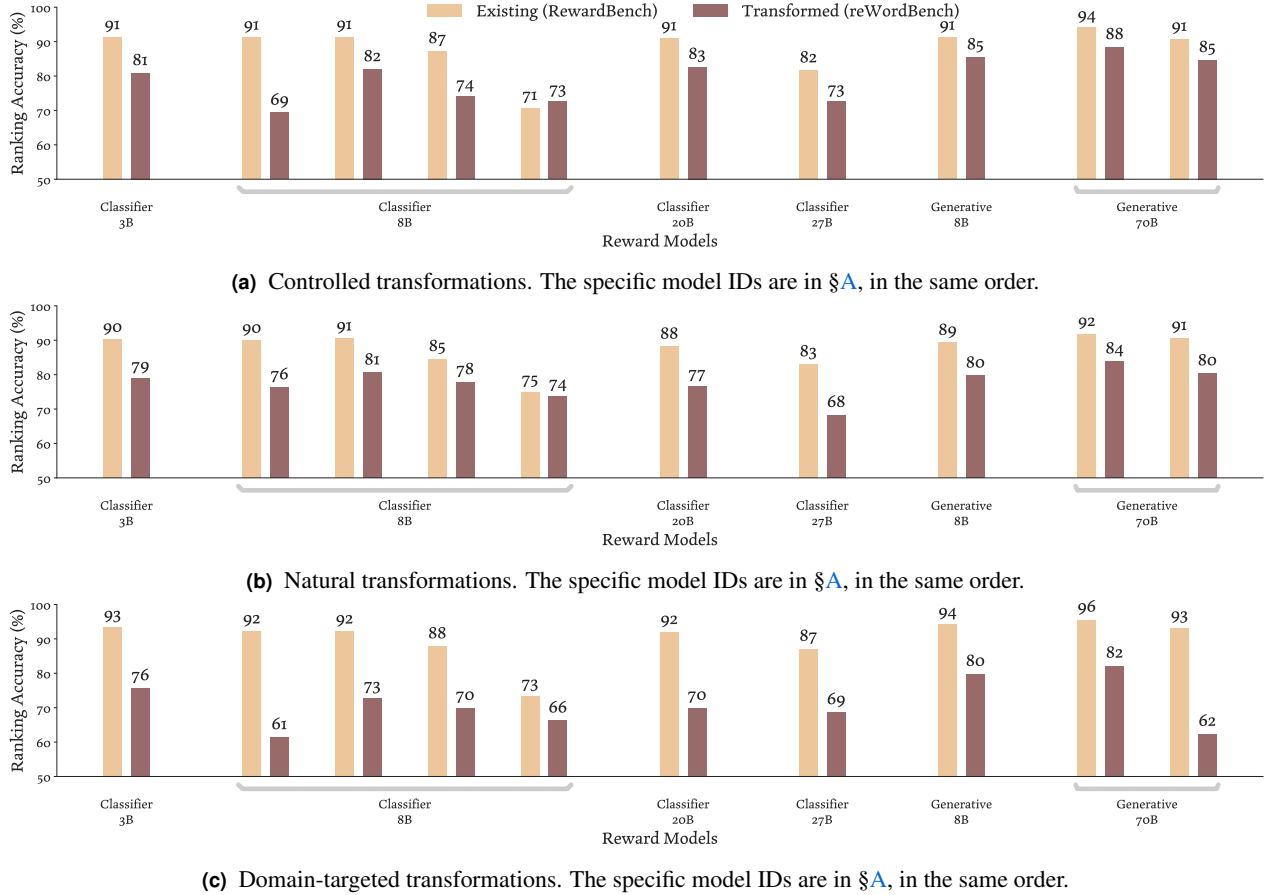 Existing (RewardBench) Transformed (reWordBench)
Ranking Accuracy (%)
100
90
80
70
60
50
91 81 91 69 91 82 87 74 71 73 91 83 82 73 91 85 94 88 91 85
Classifier 3B
Classifier 8B
Classifier 20B
Classifier 27B
Generative 8B
Generative 70B
Reward Models
(a) Controlled transformations. The specific model IDs are in §A, in the same order.
Ranking Accuracy (%)
100
90
80
70
60
50
90 79 90 76 91 81 85 78 75 74 88 77 83 68 89 80 92 84 91 80
Classifier 3B
Classifier 8B
Classifier 20B
Classifier 27B
Generative 8B
Generative 70B
Reward Models
(b) Natural transformations. The specific model IDs are in §A, in the same order.
Ranking Accuracy (%)
100
90
80
70
60
50
93 76 92 61 92 73 88 70 73 66 92 70 87 69 94 80 96 82 93 62
Classifier 3B
Classifier 8B
Classifier 20B
Classifier 27B
Generative 8B
Generative 70B
Reward Models
(c) Domain-targeted transformations. The specific model IDs are in §A, in the same order.